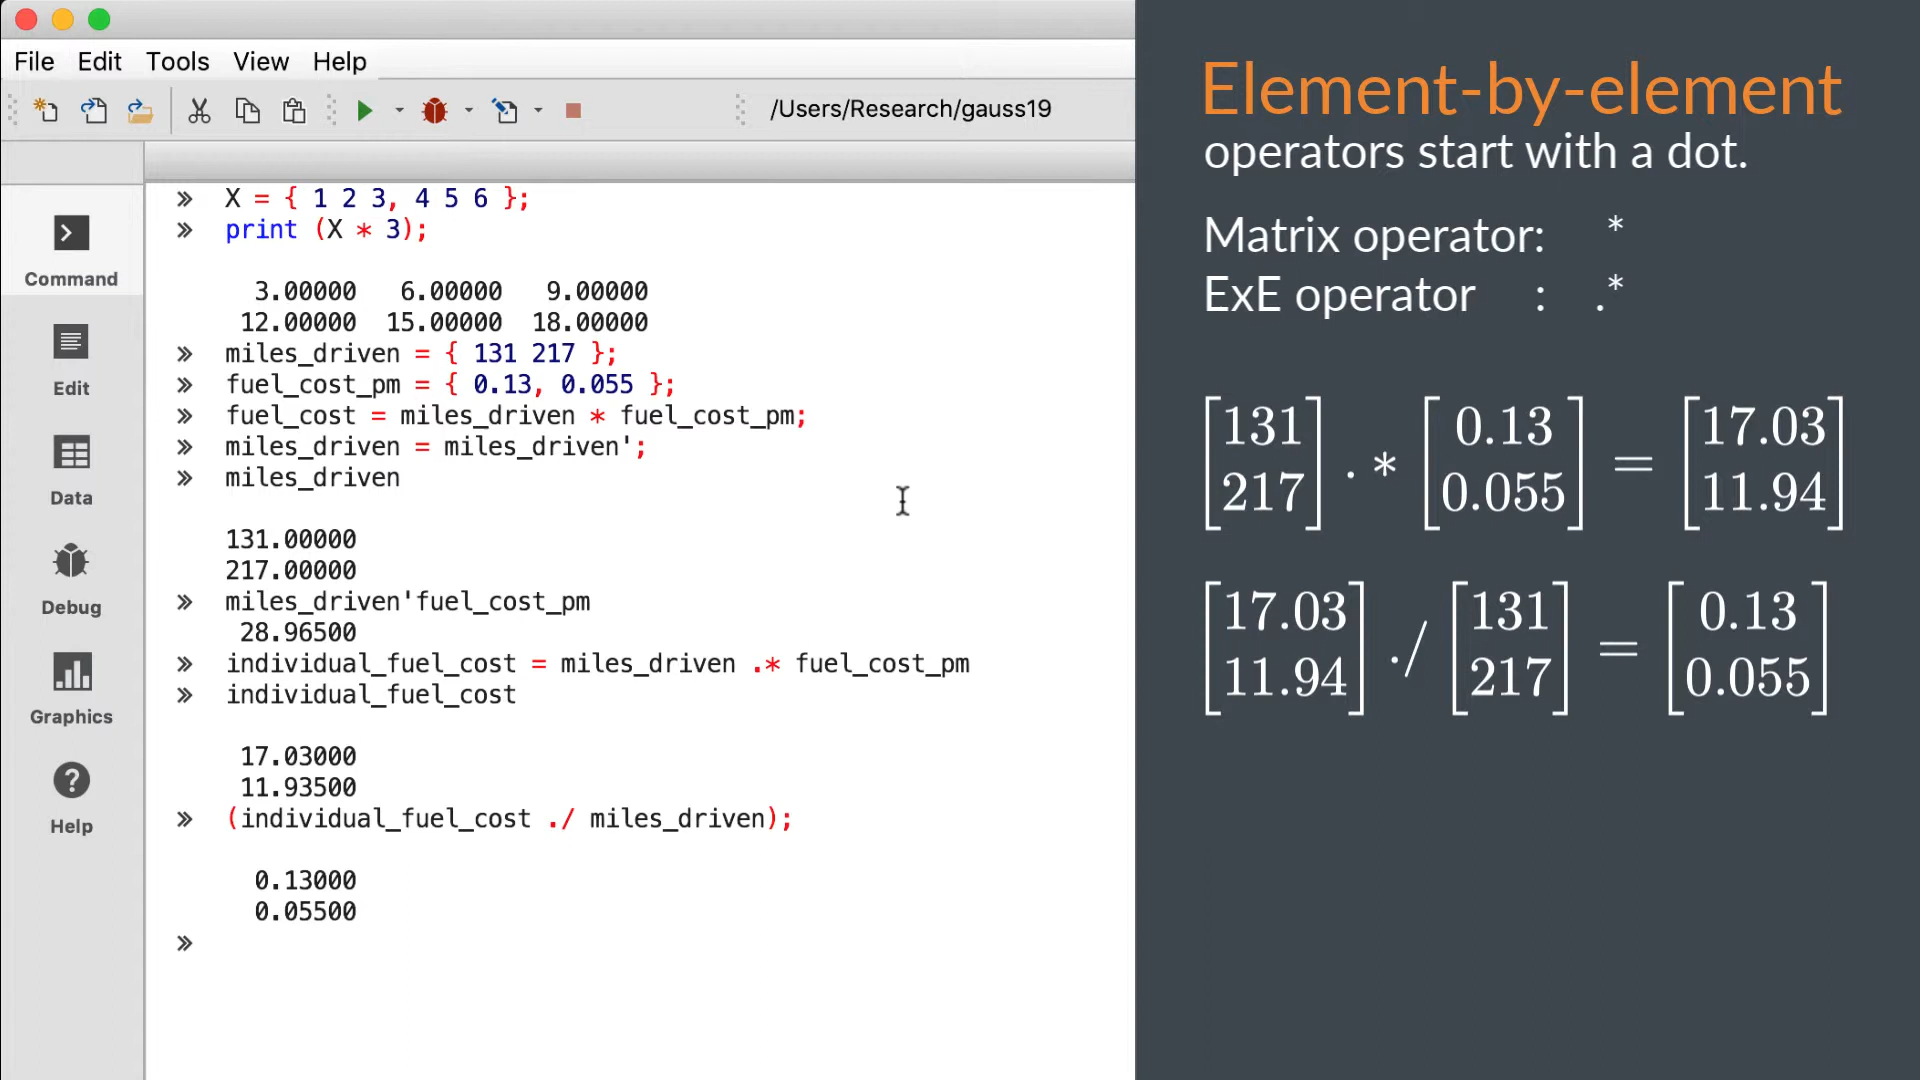 File Edit Tools View Help
/Users/Research/gauss19
Command
Edit
Data
Debug
Graphics
Help
» X = { 1 2 3, 4 5 6 };
» print (X * 3);
3.00000 6.00000 9.00000
12.00000 15.00000 18.00000
» miles_driven = { 131 217 };
» fuel_cost_pm = { 0.13, 0.055 };
» fuel_cost = miles_driven * fuel_cost_pm;
» miles_driven = miles_driven';
» miles_driven
131.00000
217.00000
» miles_driven'fuel_cost_pm
28.96500
» individual_fuel_cost = miles_driven .* fuel_cost_pm
» individual_fuel_cost
17.03000
11.93500
» (individual_fuel_cost ./ miles_driven);
0.13000
0.05500
»
Element-by-element
operators start with a dot.
Matrix operator: *
ExE operator : .*
[131 217] .* [0.13 0.055] = [17.03 11.94]
[17.03 11.94] ./ [131 217] = [0.13 0.055]